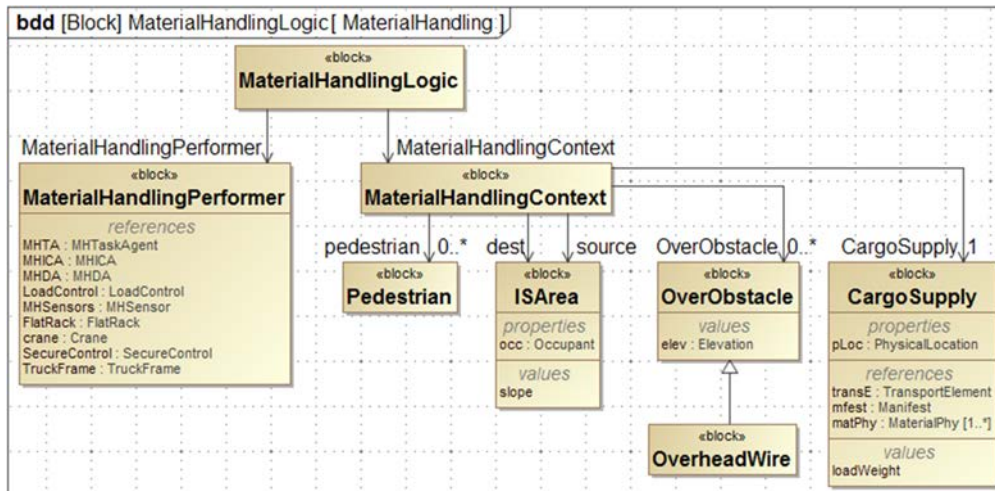 bdd [Block] MaterialHandlingLogic[ MaterialHandling ]
«block»
MaterialHandlingLogic
MaterialHandlingPerformer
MaterialHandlingContext
«block»
MaterialHandlingPerformer
references
MHTA : MHTaskAgent
MHICA : MHICA
MHDA : MHDA
LoadControl : LoadControl
MHSensors : MHSensor
FlatRack : FlatRack
crane : Crane
SecureControl : SecureControl
TruckFrame : TruckFrame
«block»
MaterialHandlingContext
pedestrian 0..*
dest
source
OverObstacle 0..*
CargoSupply 1
«block»
Pedestrian
«block»
ISArea
properties
occ : Occupant
values
slope
«block»
OverObstacle
values
elev : Elevation
«block»
OverheadWire
«block»
CargoSupply
properties
pLoc : PhysicalLocation
references
transE : TransportElement
mfest : Manifest
matPhy : MaterialPhy [1..*]
values
loadWeight